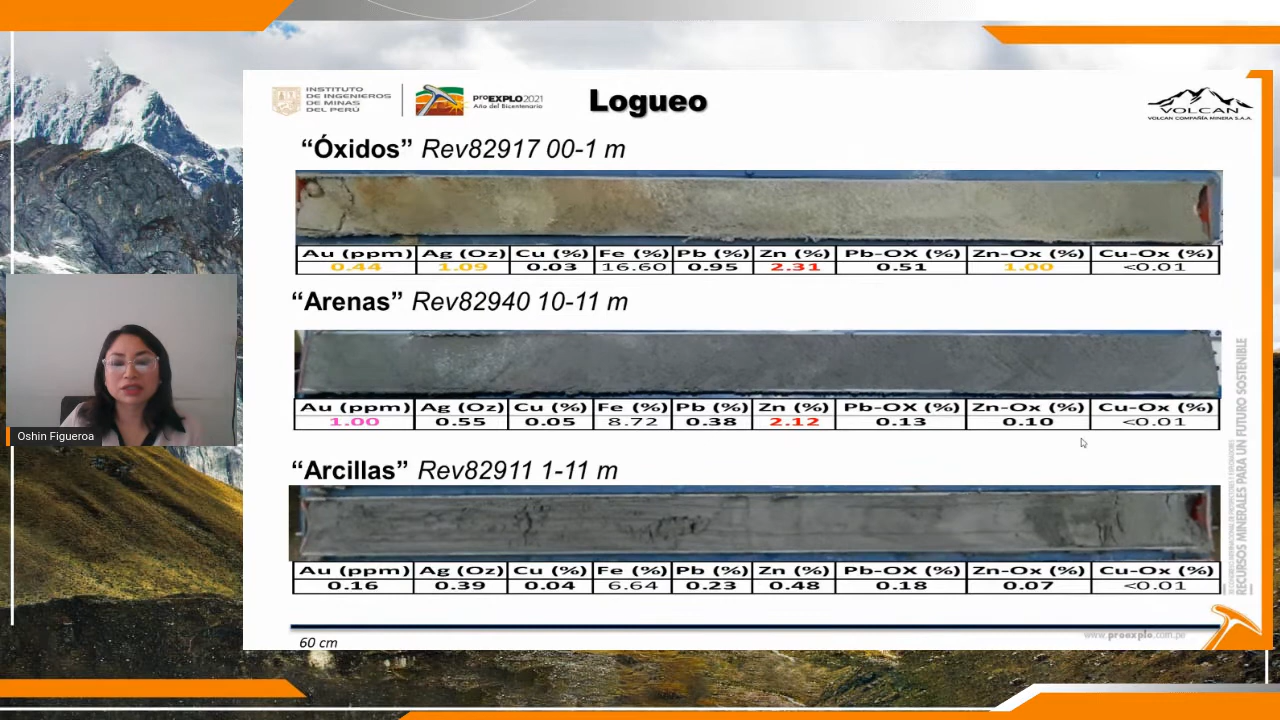 INSTITUTO
DE INGENIEROS
DE MINAS
DEL PERÚ
proEXPLO2021
Año del Bicentenario
Logueo
VOLCAN
VOLCAN COMPAÑÍA MINERA S.A.A.
“Óxidos” Rev82917 00-1 m
Au (ppm) Ag (Oz) Cu (%) Fe (%) Pb (%) Zn (%) Pb-OX (%) Zn-Ox (%) Cu-Ox (%)
0.44 1.09 0.03 16.60 0.95 2.31 0.51 1.00 <0.01
“Arenas” Rev82940 10-11 m
Au (ppm) Ag (Oz) Cu (%) Fe (%) Pb (%) Zn (%) Pb-OX (%) Zn-Ox (%) Cu-Ox (%)
1.00 0.55 0.05 8.72 0.38 2.12 0.13 0.10 <0.01
“Arcillas” Rev82911 1-11 m
Au (ppm) Ag (Oz) Cu (%) Fe (%) Pb (%) Zn (%) Pb-OX (%) Zn-Ox (%) Cu-Ox (%)
0.16 0.39 0.04 6.64 0.23 0.48 0.18 0.07 <0.01
60 cm
www.proexplo.com.pe
RECURSOS MINERALES PARA UN FUTURO SOSTENIBLE
Oshin Figueroa